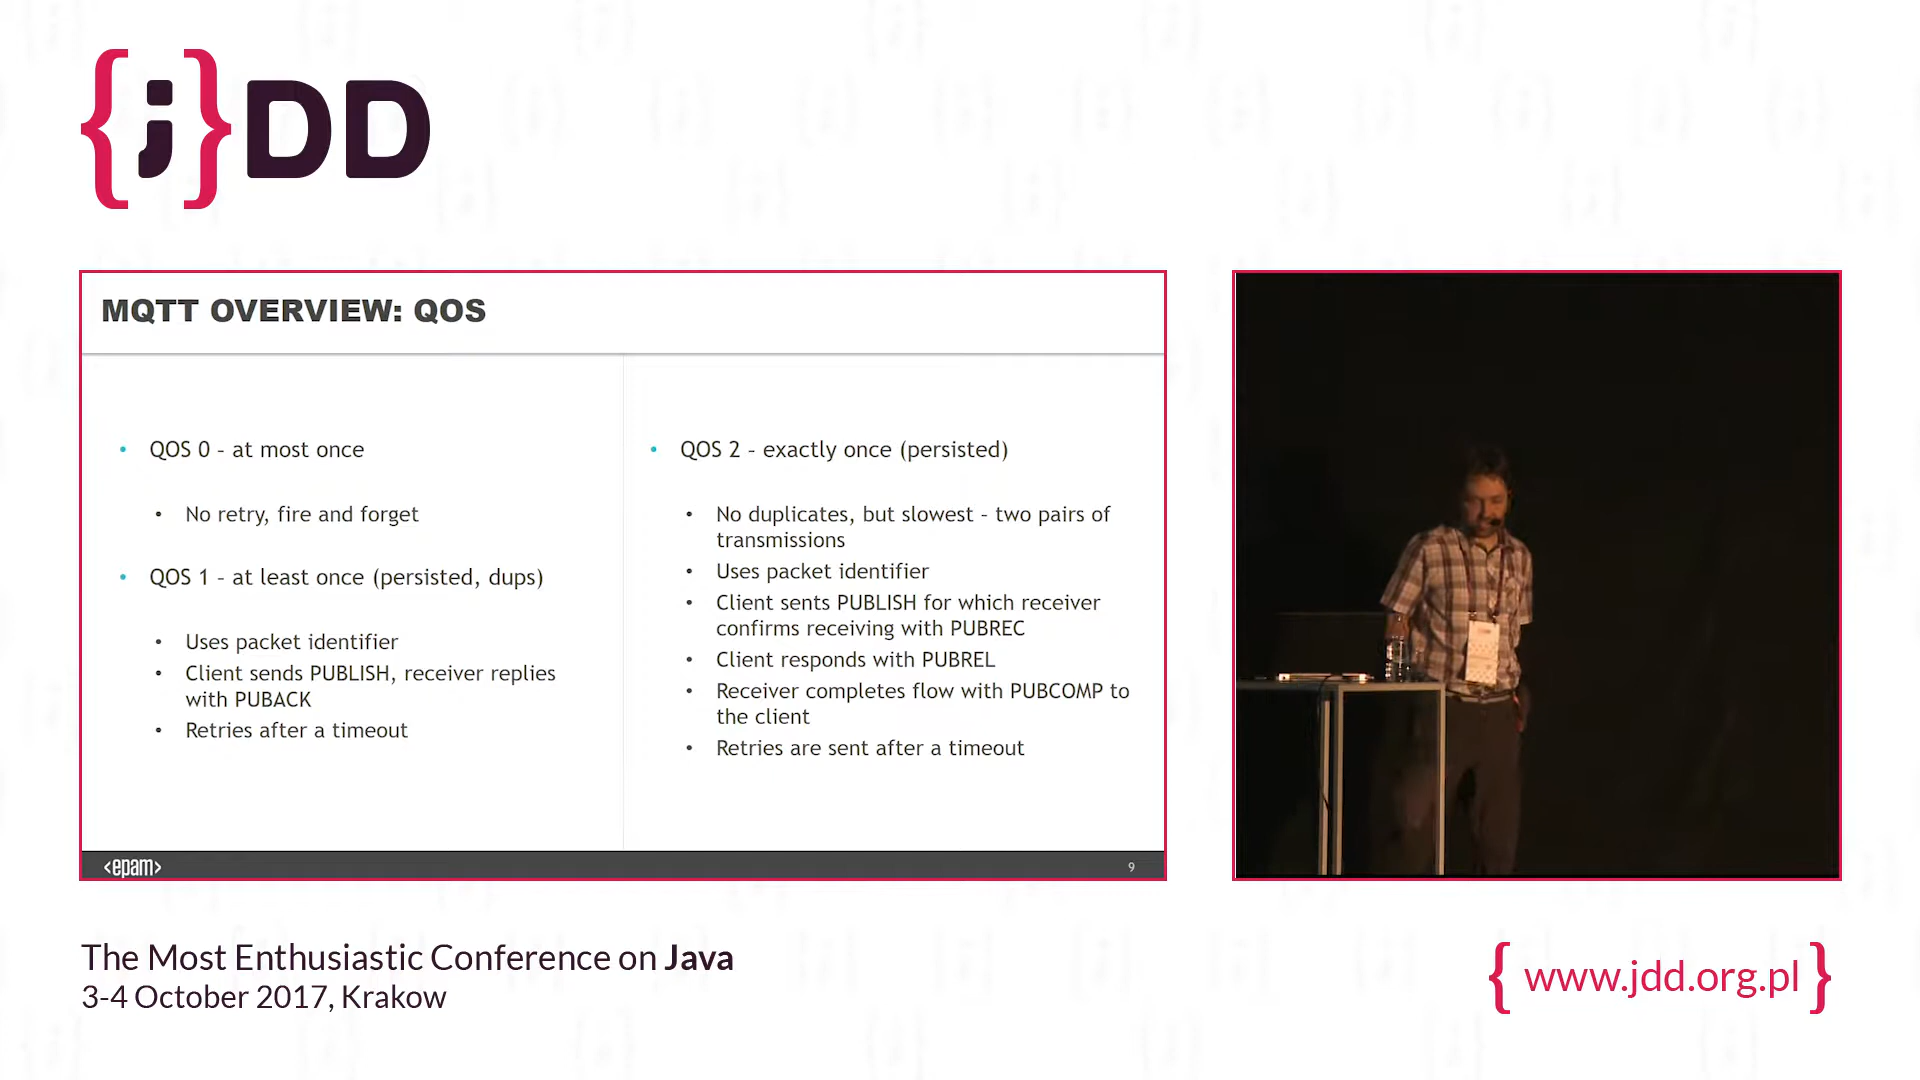 {;}DD
MQTT OVERVIEW: QOS
• QOS 0 – at most once
• No retry, fire and forget
• QOS 1 – at least once (persisted, dups)
• Uses packet identifier
• Client sends PUBLISH, receiver replies
with PUBACK
• Retries after a timeout
• QOS 2 – exactly once (persisted)
• No duplicates, but slowest – two pairs of
transmissions
• Uses packet identifier
• Client sents PUBLISH for which receiver
confirms receiving with PUBREC
• Client responds with PUBREL
• Receiver completes flow with PUBCOMP to
the client
• Retries are sent after a timeout
<epam>
9
The Most Enthusiastic Conference on Java
3-4 October 2017, Krakow
{ www.jdd.org.pl }